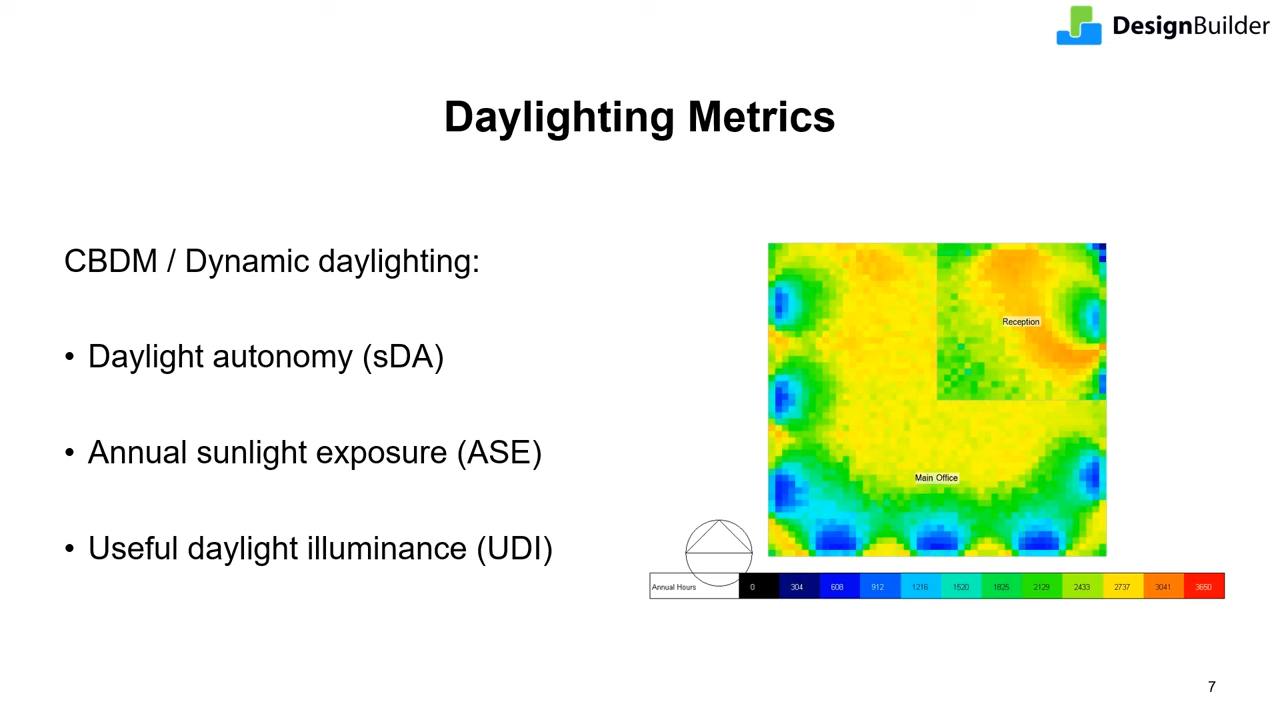 DesignBuilder
Daylighting Metrics
CBDM / Dynamic daylighting:
• Daylight autonomy (sDA)
• Annual sunlight exposure (ASE)
• Useful daylight illuminance (UDI)
Reception
Main Office
Annual Hours 0 304 608 912 1216 1520 1825 2129 2433 2737 3041 3650
7